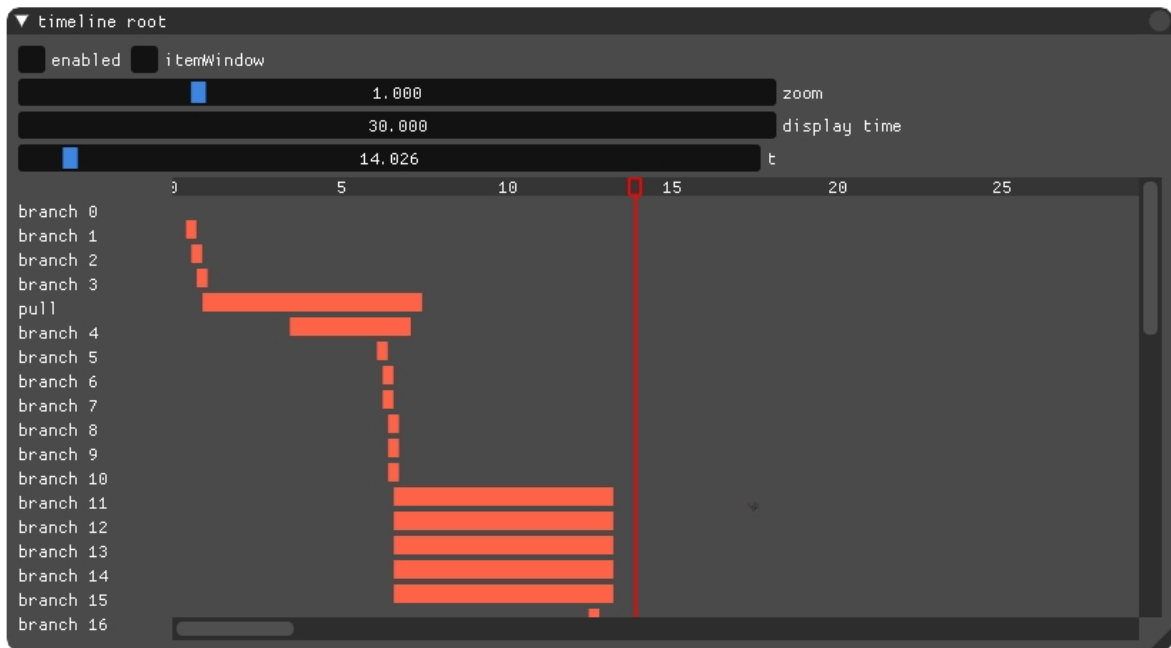 timeline root
enabled itemWindow
1.000 zoom
30.000 display time
14.026 t
0 5 10 15 20 25
branch 0
branch 1
branch 2
branch 3
pull
branch 4
branch 5
branch 6
branch 7
branch 8
branch 9
branch 10
branch 11
branch 12
branch 13
branch 14
branch 15
branch 16